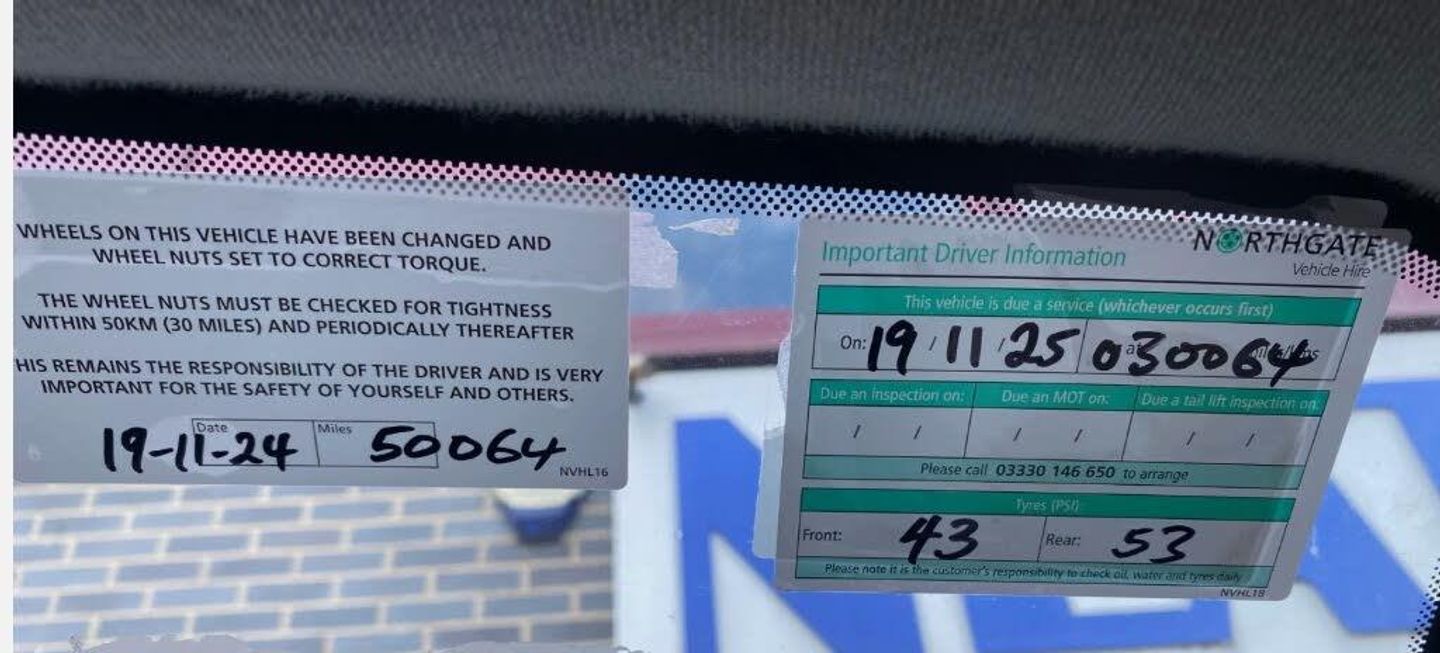 WHEELS ON THIS VEHICLE HAVE BEEN CHANGED AND
WHEEL NUTS SET TO CORRECT TORQUE.
THE WHEEL NUTS MUST BE CHECKED FOR TIGHTNESS
WITHIN 50KM (30 MILES) AND PERIODICALLY THEREAFTER
HIS REMAINS THE RESPONSIBILITY OF THE DRIVER AND IS VERY
IMPORTANT FOR THE SAFETY OF YOURSELF AND OTHERS.
Date 19-11-24 Miles 50064
NVHL16
Important Driver Information
NORTHGATE
Vehicle Hire
This vehicle is due a service (whichever occurs first)
On: 19/11/25 at 030064
Due an inspection on: Due an MOT on: Due a tail lift inspection on:
/ / / / / /
Please call 03330 146 650 to arrange
Tyres (PSI)
Front: 43 Rear: 53
Please note it is the customer's responsibility to check oil, water and tyres daily
NVHL18